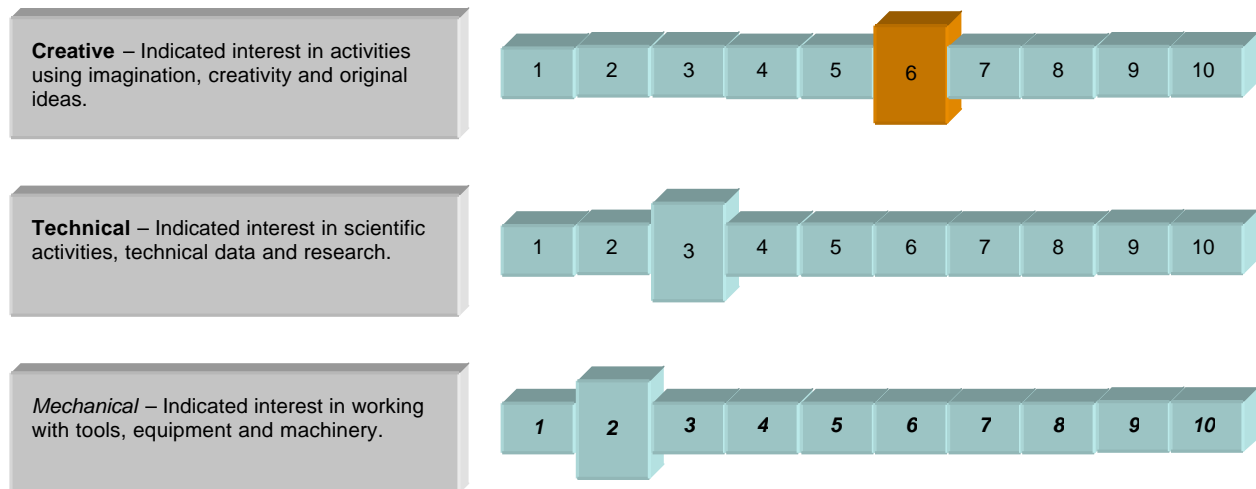 Creative – Indicated interest in activities
using imagination, creativity and original
ideas.
1 2 3 4 5 6 7 8 9 10
Technical – Indicated interest in scientific
activities, technical data and research.
1 2 3 4 5 6 7 8 9 10
Mechanical – Indicated interest in working
with tools, equipment and machinery.
1 2 3 4 5 6 7 8 9 10